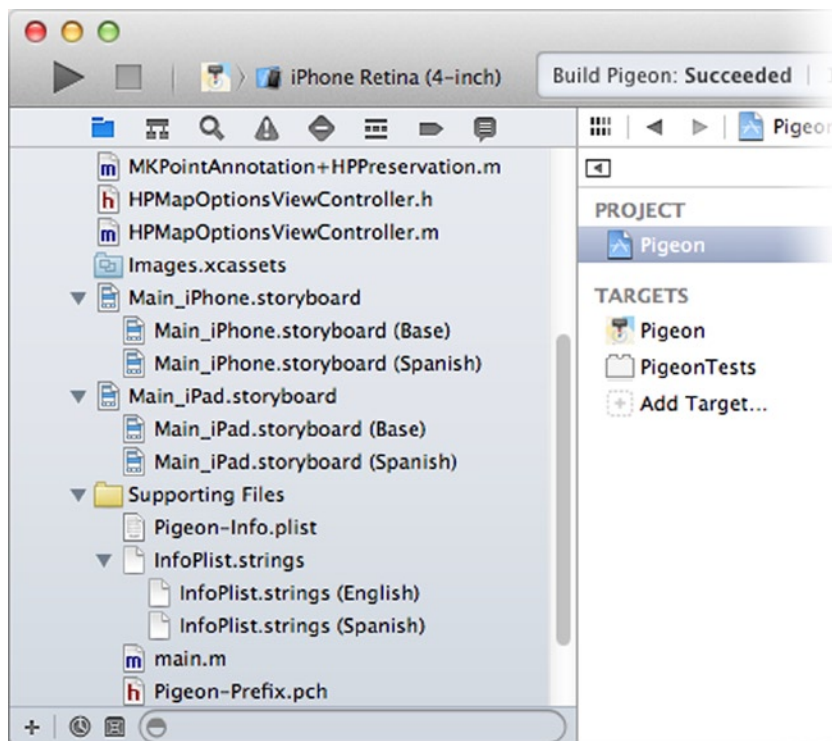 iPhone Retina (4-inch)
Build Pigeon: Succeeded
MKPointAnnotation+HPPreservation.m
HPMapOptionsViewController.h
HPMapOptionsViewController.m
Images.xcassets
Main_iPhone.storyboard
Main_iPhone.storyboard (Base)
Main_iPhone.storyboard (Spanish)
Main_iPad.storyboard
Main_iPad.storyboard (Base)
Main_iPad.storyboard (Spanish)
Supporting Files
Pigeon-Info.plist
InfoPlist.strings
InfoPlist.strings (English)
InfoPlist.strings (Spanish)
main.m
Pigeon-Prefix.pch
Pigeon
PROJECT
Pigeon
TARGETS
Pigeon
PigeonTests
Add Target...